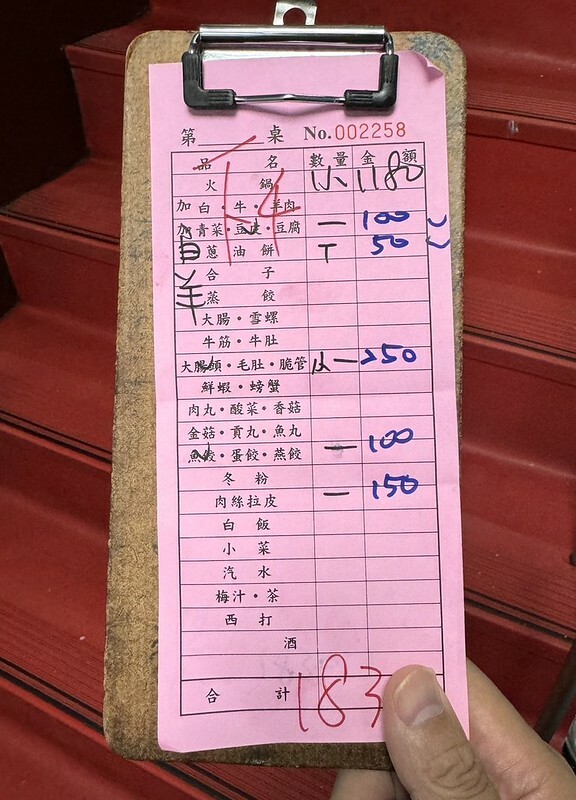 第 桌 No.002258
品 名 數量 金 額
火 鍋 小 1180
加白・牛・羊肉
加青菜・豆皮・豆腐 一 100
蔥 油 餅 T 50
白
羊
合 子
蒸 餃
大腸・雪螺
牛筋・牛肚
大腸頭・毛肚・脆管 小一 250
鮮蝦・螃蟹
肉丸・酸菜・香菇
金菇・貢丸・魚丸
魚餃・蛋餃・燕餃 一 100
冬 粉
肉絲拉皮 一 150
白 飯
小 菜
汽 水
梅汁・茶
西 打
酒
合 計 183